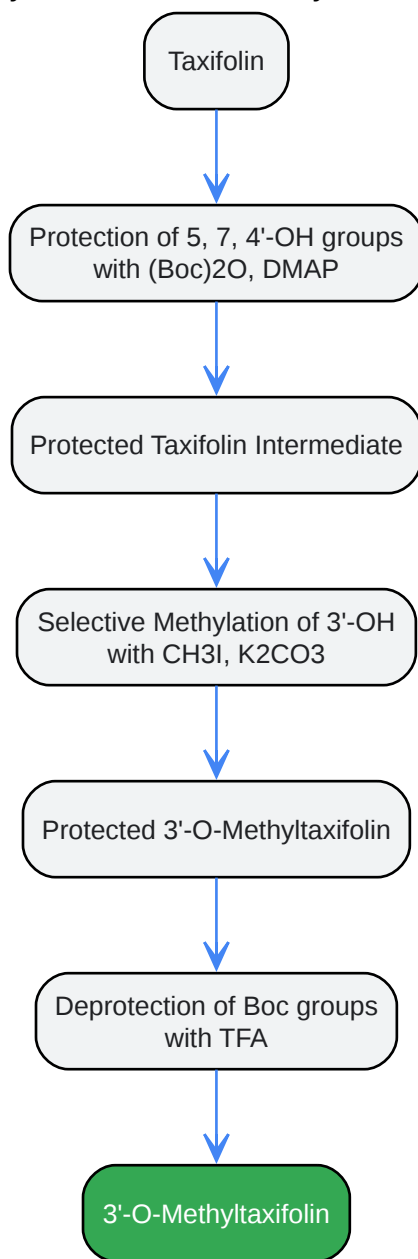 Taxifolin
Protection of 5, 7, 4'-OH groups
with (Boc)2O, DMAP
Protected Taxifolin Intermediate
Selective Methylation of 3'-OH
with CH3I, K2CO3
Protected 3'-O-Methyltaxifolin
Deprotection of Boc groups
with TFA
3'-O-Methyltaxifolin